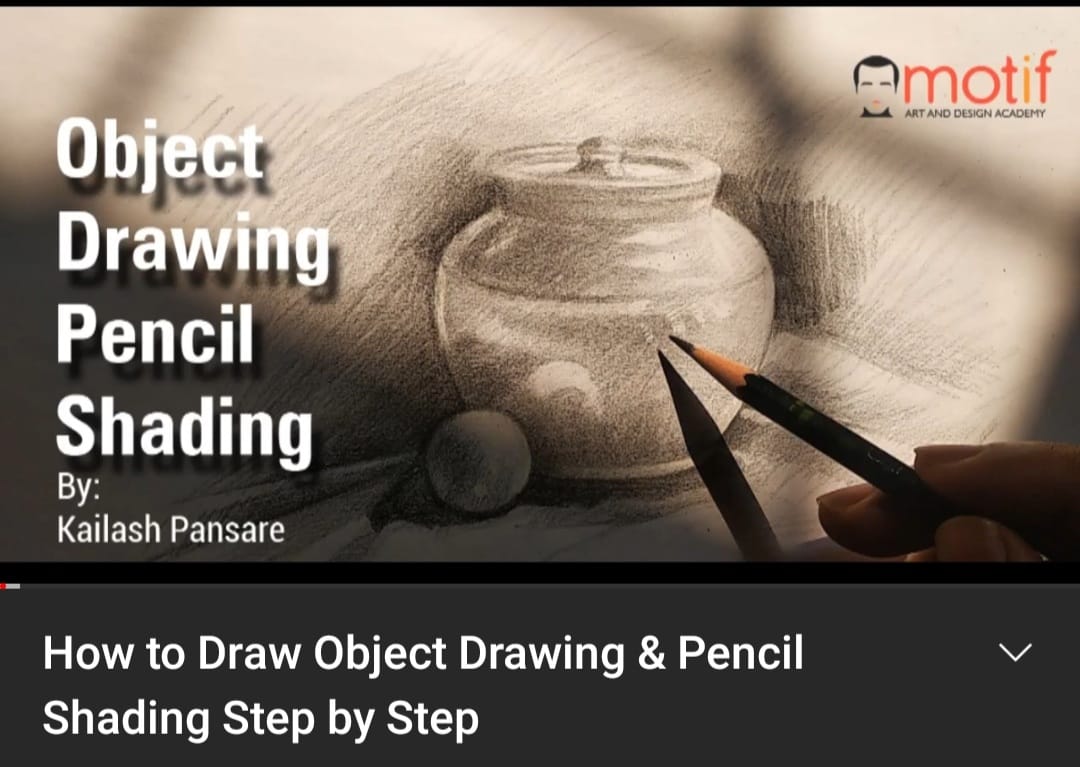 motif
ART AND DESIGN ACADEMY
Object
Drawing
Pencil
Shading
By:
Kailash Pansare
How to Draw Object Drawing & Pencil
Shading Step by Step